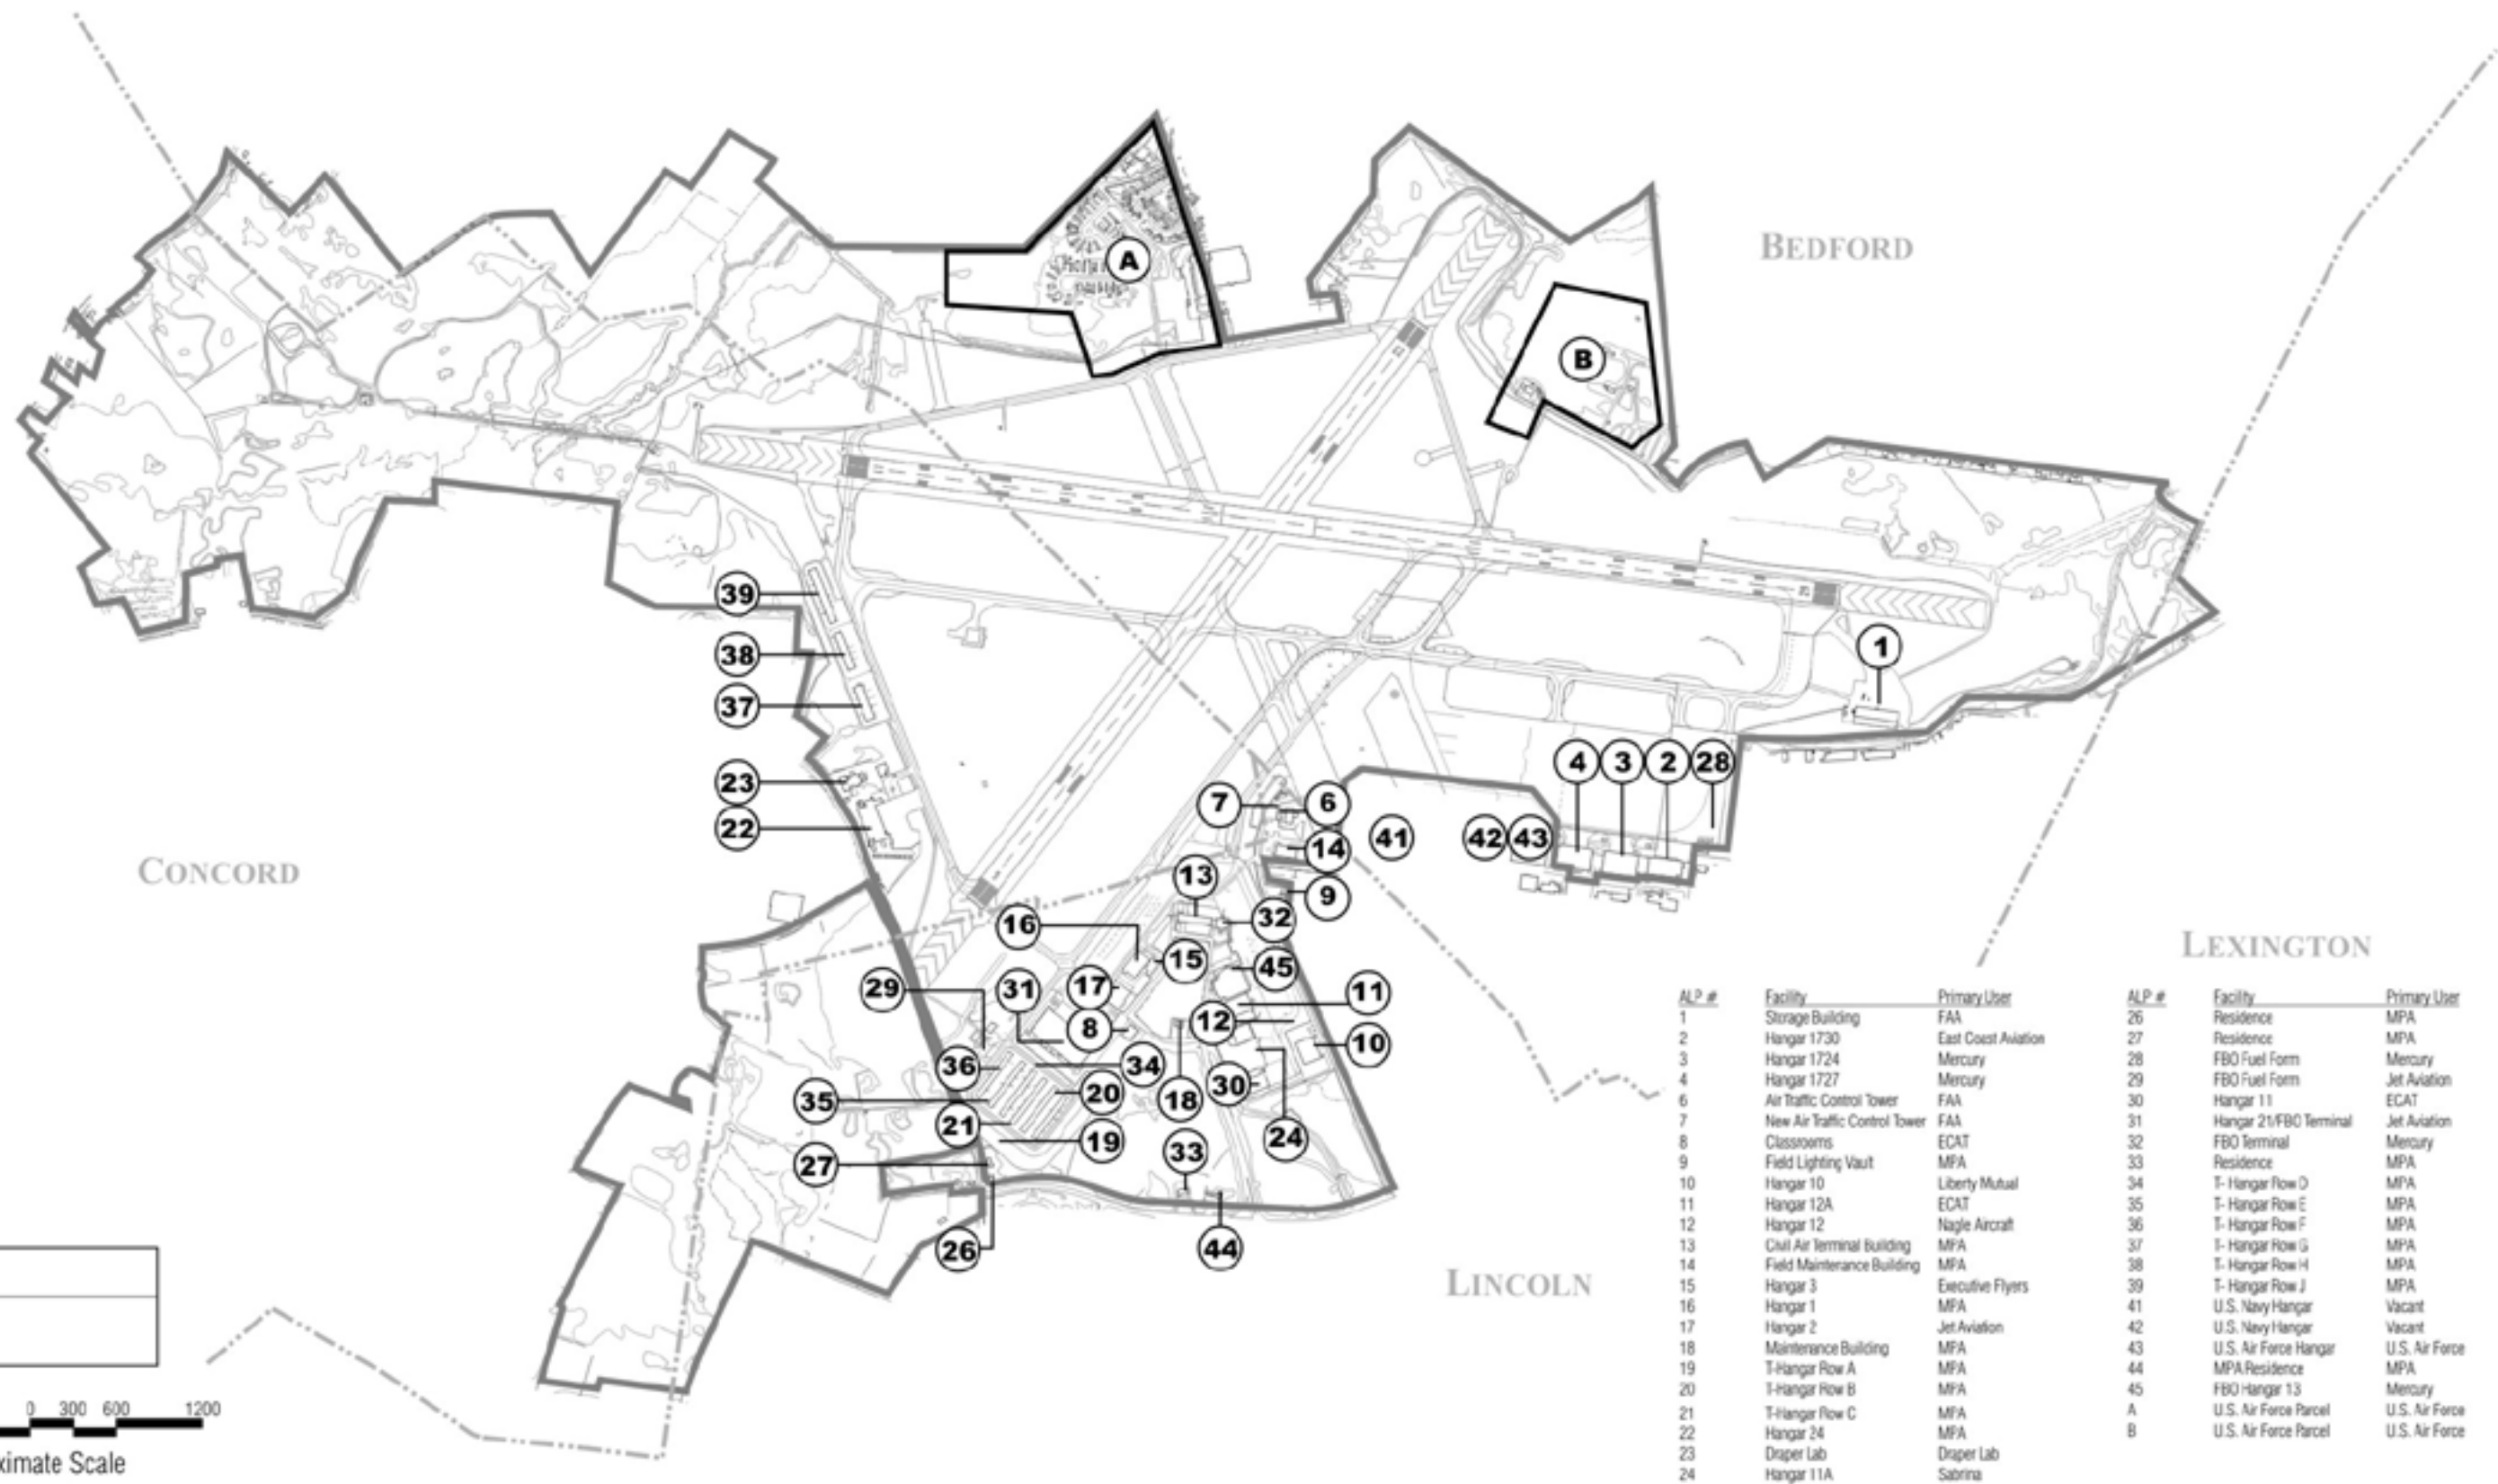 A
BEDFORD
B
39
38
37
1
23
22
4 3 2 28
7 6
41 42 43
14
CONCORD
13
9
16
32
15
45
LEXINGTON
29 31 17
11
8
12
10
36
34
30
35
20
18
21
24
19
33
27
26
44
LINCOLN
0 300 600 1200
ximate Scale
ALP # Facility Primary User
1 Storage Building FAA
2 Hangar 1730 East Coast Aviation
3 Hangar 1724 Mercury
4 Hangar 1727 Mercury
6 Air Traffic Control Tower FAA
7 New Air Traffic Control Tower FAA
8 Classrooms ECAT
9 Field Lighting Vault MPA
10 Hangar 10 Liberty Mutual
11 Hangar 12A ECAT
12 Hangar 12 Nagle Aircraft
13 Civil Air Terminal Building MPA
14 Field Maintenance Building MPA
15 Hangar 3 Executive Flyers
16 Hangar 1 MPA
17 Hangar 2 Jet Aviation
18 Maintenance Building MPA
19 T-Hangar Row A MPA
20 T-Hangar Row B MPA
21 T-Hangar Row C MPA
22 Hangar 24 MPA
23 Draper Lab Draper Lab
24 Hangar 11A Sabrina
ALP # Facility Primary User
26 Residence MPA
27 Residence MPA
28 FBO Fuel Form Mercury
29 FBO Fuel Form Jet Aviation
30 Hangar 11 ECAT
31 Hangar 21/FBO Terminal Jet Aviation
32 FBO Terminal Mercury
33 Residence MPA
34 T- Hangar Row D MPA
35 T- Hangar Row E MPA
36 T- Hangar Row F MPA
37 T- Hangar Row G MPA
38 T- Hangar Row H MPA
39 T- Hangar Row J MPA
41 U.S. Navy Hangar Vacant
42 U.S. Navy Hangar Vacant
43 U.S. Air Force Hangar U.S. Air Force
44 MPA Residence MPA
45 FBO Hangar 13 Mercury
A U.S. Air Force Parcel U.S. Air Force
B U.S. Air Force Parcel U.S. Air Force